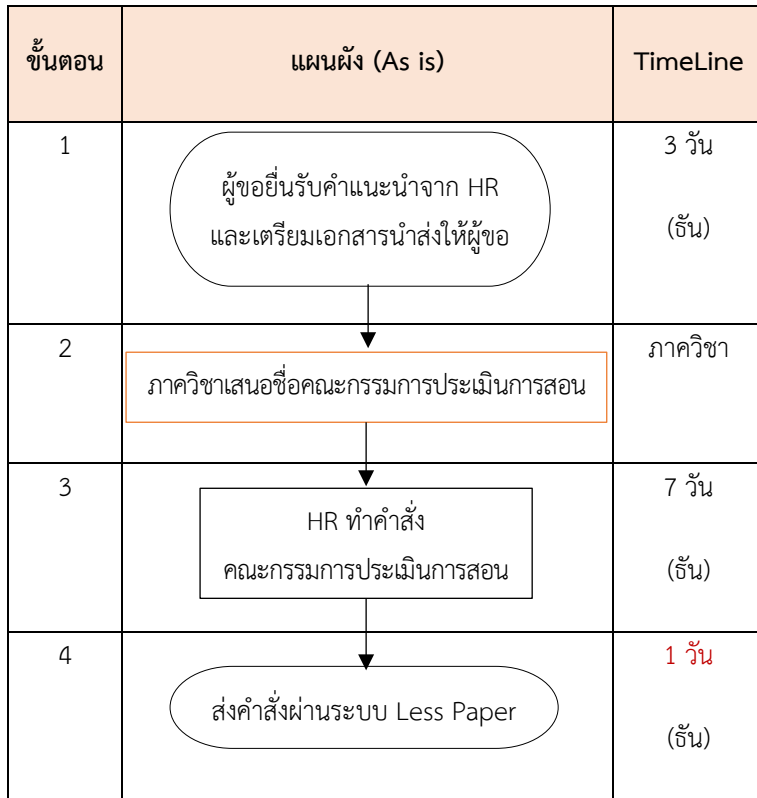 ขั้นตอน แผนผัง (As is) TimeLine
1 3 วัน
ผู้ขอยื่นรับคำแนะนำจาก HR
และเตรียมเอกสารนำส่งให้ผู้ขอ (ธัน)
2 ภาควิชา
ภาควิชาเสนอชื่อคณะกรรมการประเมินการสอน
3 7 วัน
HR ทำคำสั่ง
คณะกรรมการประเมินการสอน (ธัน)
4 1 วัน
ส่งคำสั่งผ่านระบบ Less Paper
(ธัน)